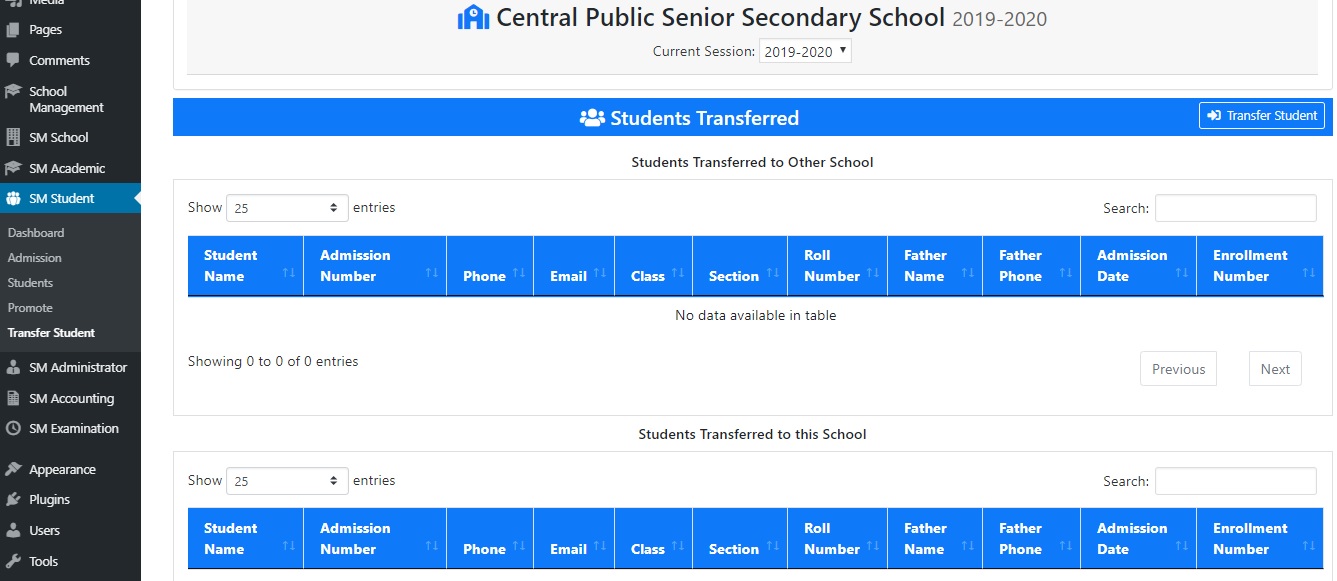 Media
Pages
Comments
School
Management
SM School
SM Academic
SM Student
Dashboard
Admission
Students
Promote
Transfer Student
SM Administrator
SM Accounting
SM Examination
Appearance
Plugins
Users
Tools
Central Public Senior Secondary School 2019-2020
Current Session: 2019-2020
Students Transferred
Transfer Student
Students Transferred to Other School
Show 25 entries
Search:
Student Name Admission Number Phone Email Class Section Roll Number Father Name Father Phone Admission Date Enrollment Number
No data available in table
Showing 0 to 0 of 0 entries
Previous Next
Students Transferred to this School
Show 25 entries
Search:
Student Name Admission Number Phone Email Class Section Roll Number Father Name Father Phone Admission Date Enrollment Number